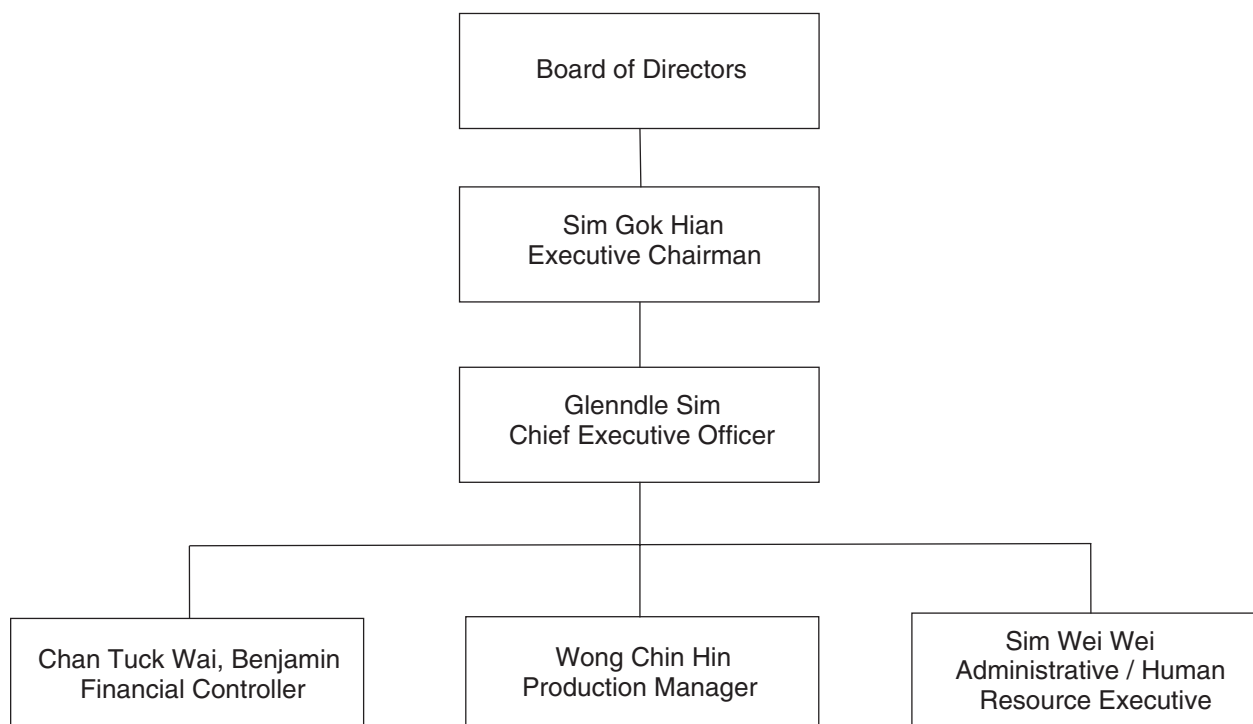 Board of Directors
Sim Gok Hian
Executive Chairman
Glenndle Sim
Chief Executive Officer
Chan Tuck Wai, Benjamin
Financial Controller
Wong Chin Hin
Production Manager
Sim Wei Wei
Administrative / Human
Resource Executive